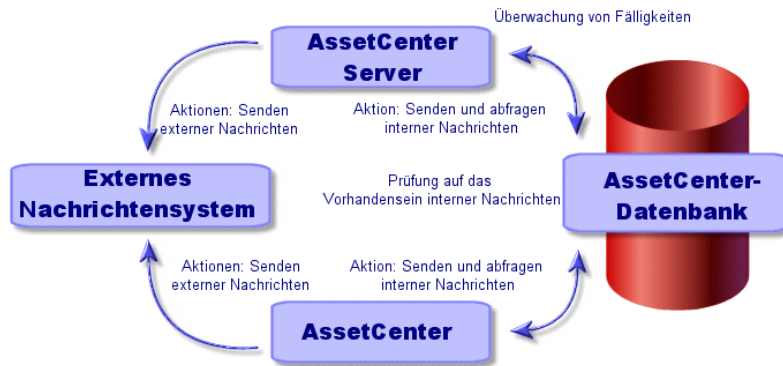 Überwachung von Fälligkeiten
AssetCenter
Server
Aktionen: Senden
externer Nachrichten
Aktion: Senden und abfragen
interner Nachrichten
Externes
Nachrichtensystem
Prüfung auf das
Vorhandensein interner Nachrichten
AssetCenter-
Datenbank
Aktionen: Senden
externer Nachrichten
Aktion: Senden und abfragen
interner Nachrichten
AssetCenter